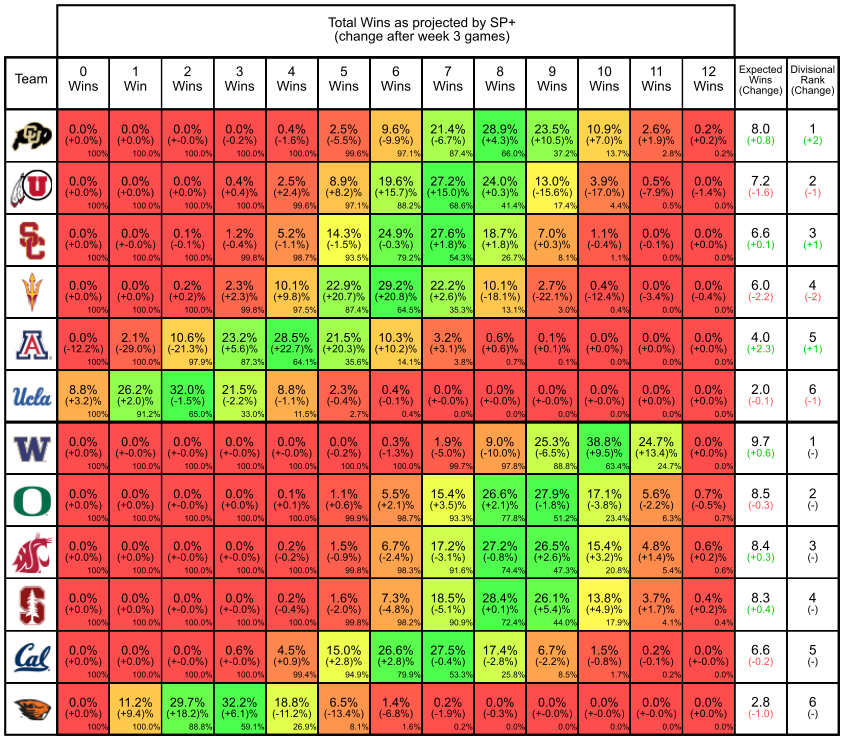 Total Wins as projected by SP+
(change after week 3 games)
Team 0 Wins 1 Win 2 Wins 3 Wins 4 Wins 5 Wins 6 Wins 7 Wins 8 Wins 9 Wins 10 Wins 11 Wins 12 Wins Expected Wins (Change) Divisional Rank (Change)
CU 0.0% 0.0% 0.0% 0.0% 0.4% 2.5% 9.6% 21.4% 28.9% 23.5% 10.9% 2.6% 0.2% 8.0 1
(+0.0%) (+0.0%) (+-0.0%) (-0.2%) (-1.6%) (-5.5%) (-9.9%) (-6.7%) (+4.3%) (+10.5%) (+7.0%) (+1.9%) (+0.2%) (+0.8) (+2)
100% 100.0% 100.0% 100.0% 100.0% 99.6% 97.1% 87.4% 66.0% 37.2% 13.7% 2.8% 0.2%
U 0.0% 0.0% 0.0% 0.4% 2.5% 8.9% 19.6% 27.2% 24.0% 13.0% 3.9% 0.5% 0.0% 7.2 2
(+0.0%) (+0.0%) (+0.0%) (+0.4%) (+2.4%) (+8.2)% (+15.7)% (+15.0)% (+0.3)% (-15.6)% (-17.0)% (-7.9)% (-1.4)% (-1.6) (-1)
100% 100.0% 100.0% 100.0% 99.6% 97.1% 88.2% 68.6% 41.4% 17.4% 4.4% 0.5% 0.0%
SC 0.0% 0.0% 0.1% 1.2% 5.2% 14.3% 24.9% 27.6% 18.7% 7.0% 1.1% 0.0% 0.0% 6.6 3
(+0.0%) (+-0.0%) (-0.1%) (-0.4%) (-1.1%) (-1.5)% (-0.3)% (+1.8)% (+1.8)% (+0.3)% (-0.4)% (-0.1)% (+0.0)% (+0.1) (+1)
100% 100.0% 100.0% 99.8% 98.7% 93.5% 79.2% 54.3% 26.7% 8.1% 1.1% 0.0% 0.0%
0.0% 0.0% 0.2% 2.3% 10.1% 22.9% 29.2% 22.2% 10.1% 2.7% 0.4% 0.0% 0.0% 6.0 4
(+0.0)% (+0.0)% (+0.2)% (+2.3)% (+9.8)% (+20.7)% (+20.8)% (+2.6)% (-18.1)% (-22.1)% (-12.4)% (-3.4)% (-0.4)% (-2.2) (-2)
100% 100.0% 100.0% 99.8% 97.5% 87.4% 64.5% 35.3% 13.1% 3.0% 0.4% 0.0% 0.0%
A 0.0% 2.1% 10.6% 23.2% 28.5% 21.5% 10.3% 3.2% 0.6% 0.1% 0.0% 0.0% 0.0% 4.0 5
(-12.2)% (-29.0)% (-21.3)% (+5.6)% (+22.7)% (+20.3)% (+10.2)% (+3.1)% (+0.6)% (+0.1)% (+0.0)% (+0.0)% (+0.0)% (+2.3) (+1)
100% 100.0% 97.9% 87.3% 64.1% 35.6% 14.1% 3.8% 0.7% 0.1% 0.0% 0.0% 0.0%
Ucla 8.8% 26.2% 32.0% 21.5% 8.8% 2.3% 0.4% 0.0% 0.0% 0.0% 0.0% 0.0% 0.0% 2.0 6
(+3.2)% (+2.0)% (-1.5)% (-2.2)% (-1.1)% (-0.4)% (-0.1)% (+-0.0)% (+-0.0)% (+-0.0)% (+-0.0)% (+-0.0)% (+0.0)% (-0.1) (-1)
100% 91.2% 65.0% 33.0% 11.5% 2.7% 0.4% 0.0% 0.0% 0.0% 0.0% 0.0% 0.0%
W 0.0% 0.0% 0.0% 0.0% 0.0% 0.0% 0.3% 1.9% 9.0% 25.3% 38.8% 24.7% 0.0% 9.7 1
(+0.0)% (+-0.0)% (+-0.0)% (+-0.0)% (+-0.0)% (-0.2)% (-1.3)% (-5.0)% (-10.0)% (-6.5)% (+9.5)% (+13.4)% (+0.0)% (+0.6) (-)
100% 100.0% 100.0% 100.0% 100.0% 100.0% 100.0% 99.7% 97.8% 88.8% 63.4% 24.7% 0.0%
O 0.0% 0.0% 0.0% 0.0% 0.1% 1.1% 5.5% 15.4% 26.6% 27.9% 17.1% 5.6% 0.7% 8.5 2
(+0.0)% (+0.0)% (+0.0)% (+0.0)% (+0.1)% (+0.6)% (+2.1)% (+3.5)% (+2.1)% (-1.8)% (-3.8)% (-2.2)% (-0.5)% (-0.3) (-)
100% 100.0% 100.0% 100.0% 100.0% 99.9% 98.7% 93.3% 77.8% 51.2% 23.4% 6.3% 0.7%
0.0% 0.0% 0.0% 0.0% 0.2% 1.5% 6.7% 17.2% 27.2% 26.5% 15.4% 4.8% 0.6% 8.4 3
(+0.0)% (+0.0)% (+-0.0)% (+-0.0)% (-0.2)% (-0.9)% (-2.4)% (-3.1)% (-0.8)% (+2.6)% (+3.2)% (+1.4)% (+0.2)% (+0.3) (-)
100% 100.0% 100.0% 100.0% 100.0% 99.8% 98.3% 91.6% 74.4% 47.3% 20.8% 5.4% 0.6%
S 0.0% 0.0% 0.0% 0.0% 0.2% 1.6% 7.3% 18.5% 28.4% 26.1% 13.8% 3.7% 0.4% 8.3 4
(+0.0)% (+0.0)% (+-0.0)% (+-0.0)% (-0.4)% (-2.0)% (-4.8)% (-5.1)% (+0.1)% (+5.4)% (+4.9)% (+1.7)% (+0.2)% (+0.4) (-)
100% 100.0% 100.0% 100.0% 100.0% 99.8% 98.2% 90.9% 72.4% 44.0% 17.9% 4.1% 0.4%
Cal 0.0% 0.0% 0.0% 0.6% 4.5% 15.0% 26.6% 27.5% 17.4% 6.7% 1.5% 0.2% 0.0% 6.6 5
(+0.0)% (+0.0)% (+-0.0)% (+-0.0)% (+0.9)% (+2.8)% (+2.8)% (-0.4)% (-2.8)% (-2.2)% (-0.8)% (-0.1)% (+-0.0)% (-0.2) (-)
100% 100.0% 100.0% 100.0% 99.4% 94.9% 79.9% 53.3% 25.8% 8.5% 1.7% 0.2% 0.0%
0.0% 11.2% 29.7% 32.2% 18.8% 6.5% 1.4% 0.2% 0.0% 0.0% 0.0% 0.0% 0.0% 2.8 6
(+0.0)% (+9.4)% (+18.2)% (+6.1)% (-11.2)% (-13.4)% (-6.8)% (-1.9)% (-0.3)% (+-0.0)% (+-0.0)% (+-0.0)% (+0.0)% (-1.0) (-)
100% 100.0% 88.8% 59.1% 26.9% 8.1% 1.6% 0.2% 0.0% 0.0% 0.0% 0.0% 0.0%